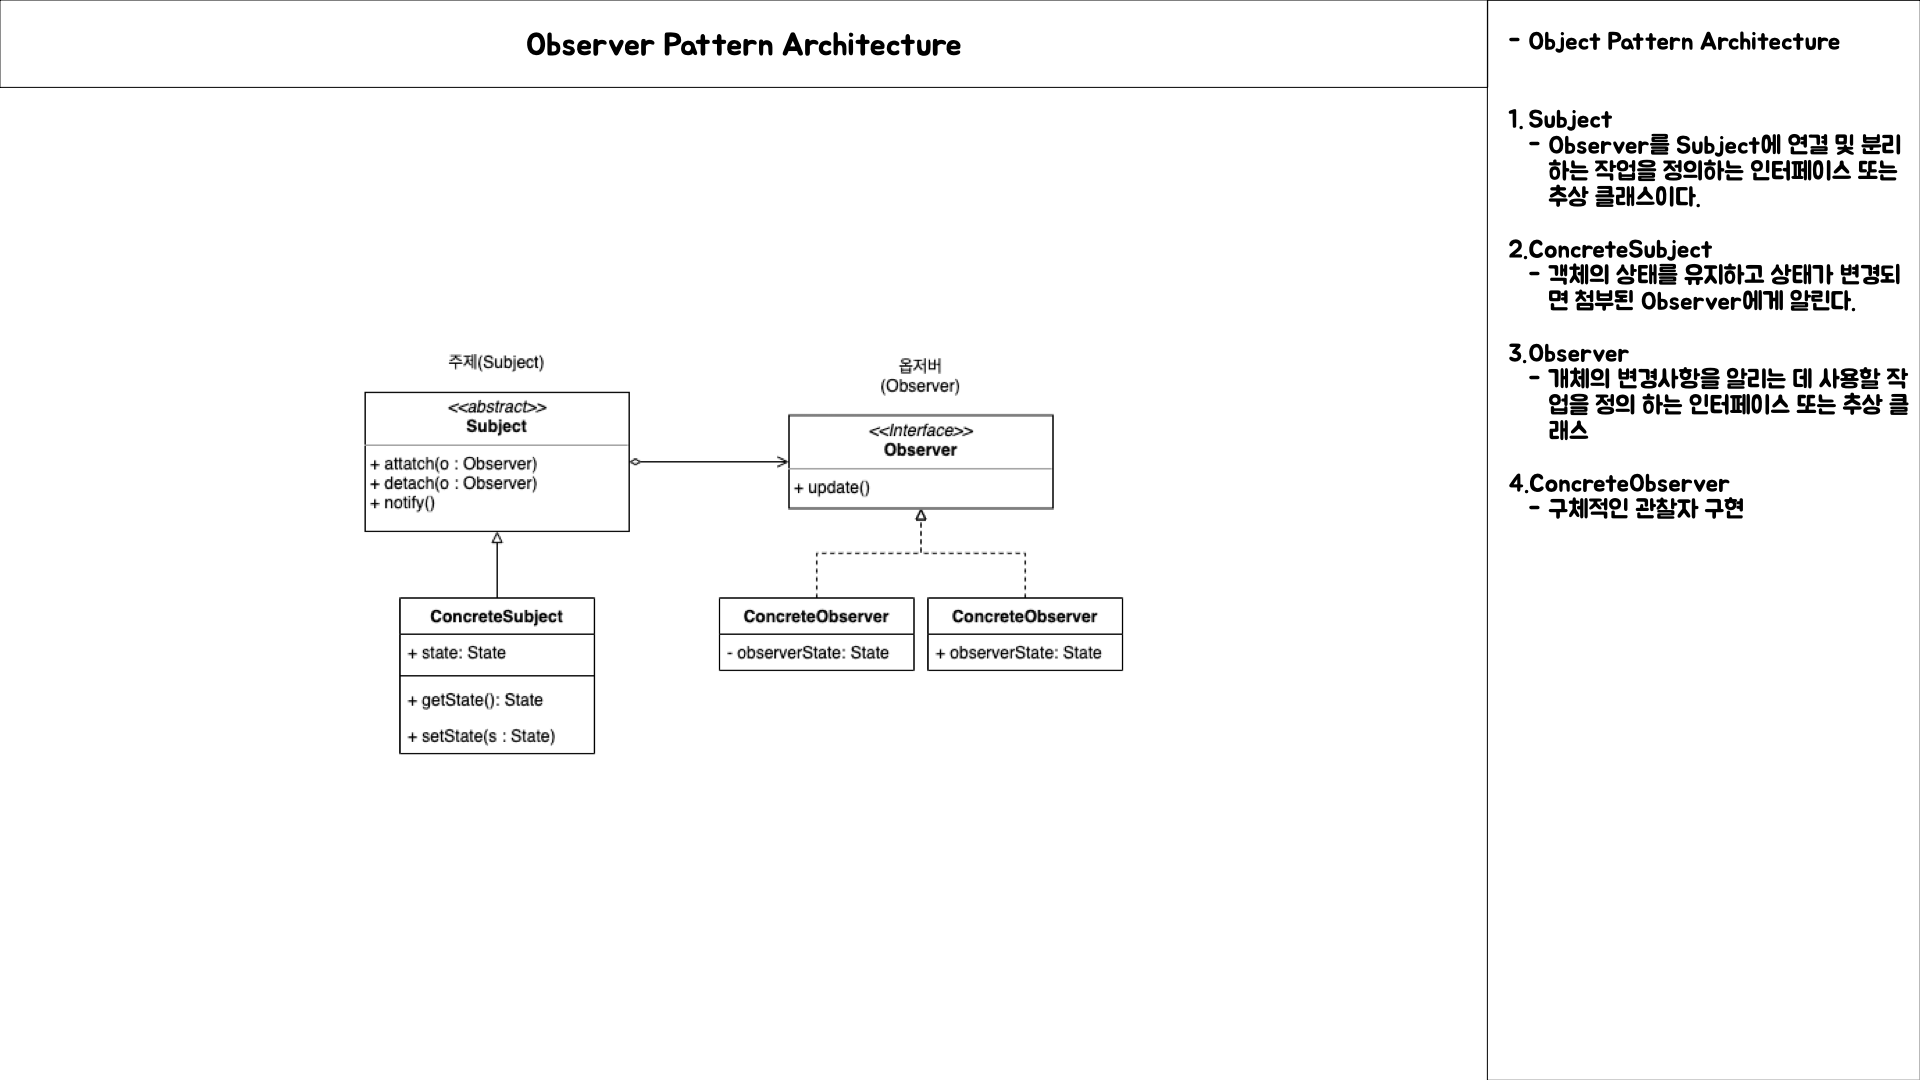 Observer Pattern Architecture
주제(Subject)
<<abstract>>
Subject
+ attatch(o : Observer)
+ detach(o : Observer)
+ notify()
옵저버
(Observer)
<<Interface>>
Observer
+ update()
ConcreteSubject
+ state: State
+ getState(): State
+ setState(s : State)
ConcreteObserver
- observerState: State
ConcreteObserver
+ observerState: State
- Object Pattern Architecture
1. Subject
- Observer를 Subject에 연결 및 분리
하는 작업을 정의하는 인터페이스 또는
추상 클래스이다.
2.ConcreteSubject
- 객체의 상태를 유지하고 상태가 변경되
면 첨부된 Observer에게 알린다.
3.Observer
- 개체의 변경사항을 알리는 데 사용할 작
업을 정의 하는 인터페이스 또는 추상 클
래스
4.ConcreteObserver
- 구체적인 관찰자 구현